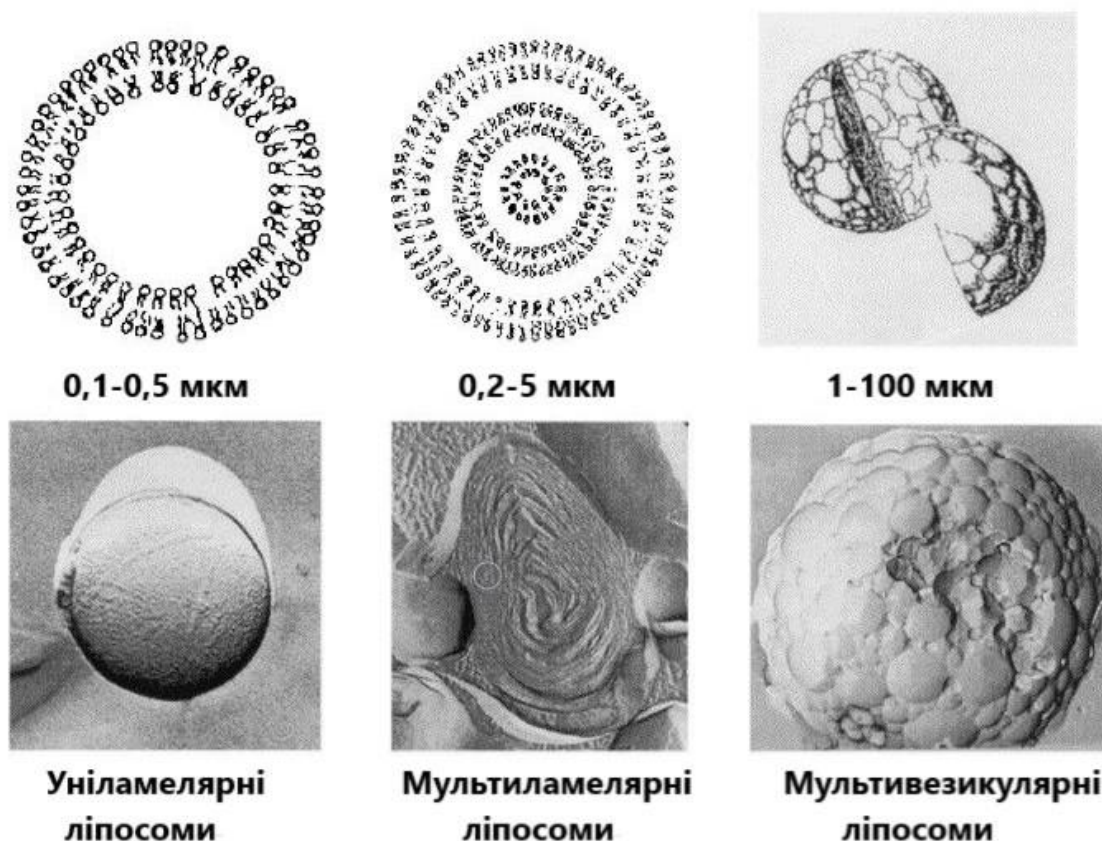 0,1-0,5 мкм
0,2-5 мкм
1-100 мкм
Уніламелярні
ліпосоми
Мультиламелярні
ліпосоми
Мультивезикулярні
ліпосоми